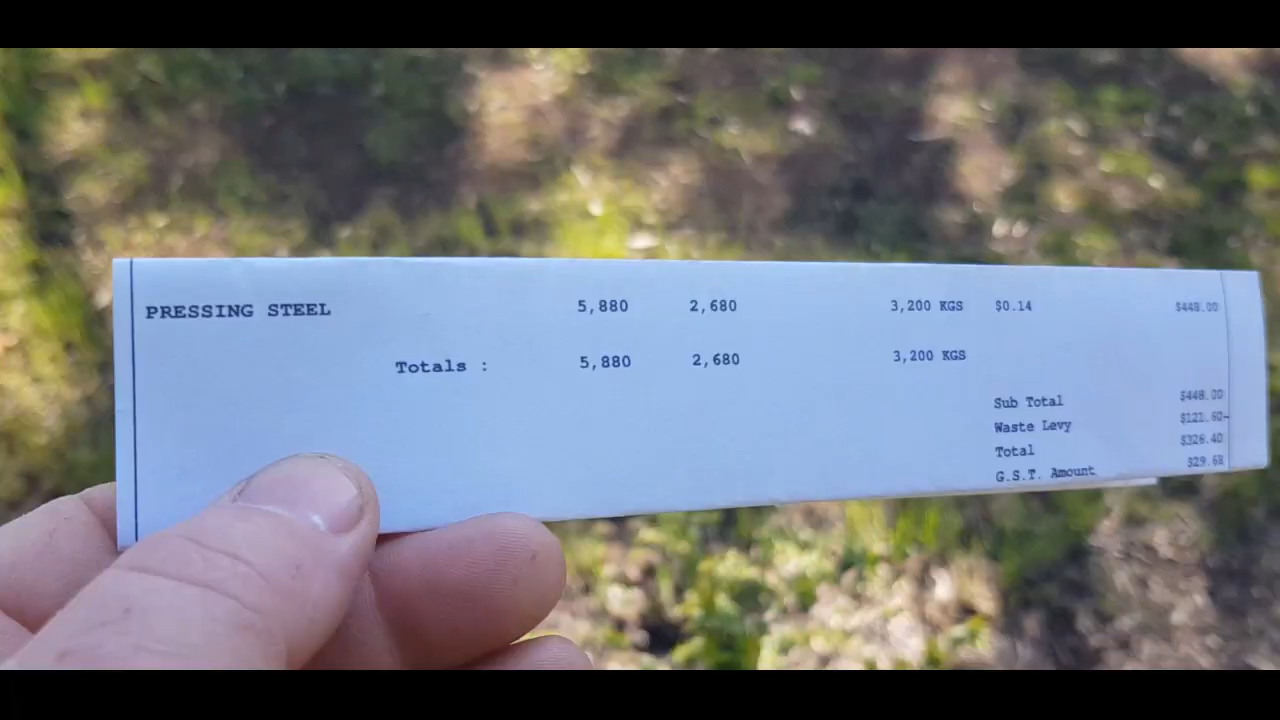 PRESSING STEEL 5,880 2,680 3,200 KGS $0.14 $448.00
Totals : 5,880 2,680 3,200 KGS
Sub Total $448.00
Waste Levy $121.60-
Total $326.40
G.S.T. Amount $29.68